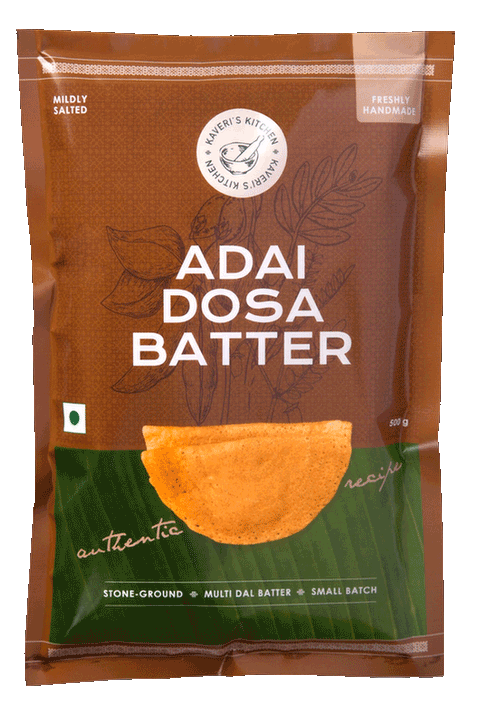 MILDLY
SALTED
FRESHLY
HANDMADE
KAVERI'S KITCHEN
KAVERI'S KITCHEN
ADAI
DOSA
BATTER
500 g
authentic
recipe
STONE-GROUND ❋ MULTI DAL BATTER ❋ SMALL BATCH